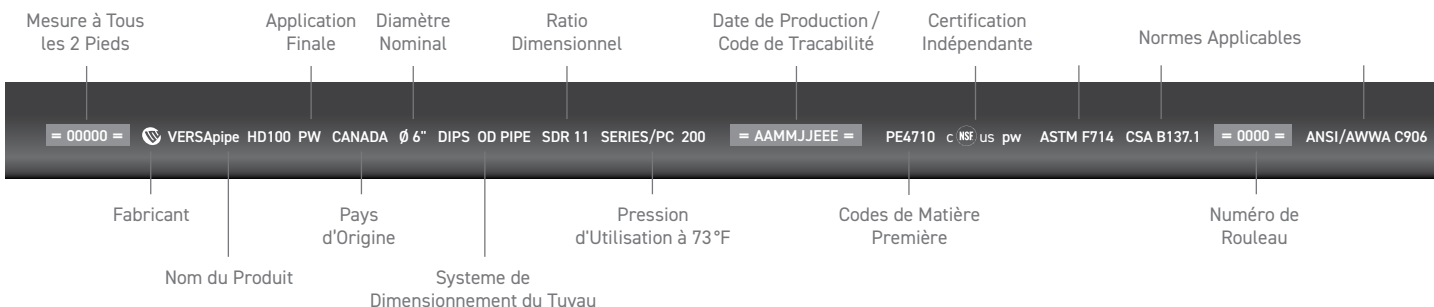 Mesure à Tous
les 2 Pieds
Application
Finale
Diamètre
Nominal
Ratio
Dimensionnel
Date de Production /
Code de Tracabilité
Certification
Indépendante
Normes Applicables
= 00000 = VERSApipe HD100 PW CANADA Ø 6" DIPS OD PIPE SDR 11 SERIES/PC 200 = AAMMJJEEE = PE4710 c NSF us pw ASTM F714 CSA B137.1 = 0000 = ANSI/AWWA C906
Fabricant
Nom du Produit
Pays
d'Origine
Systeme de
Dimensionnement du Tuyau
Pression
d'Utilisation à 73 °F
Codes de Matière
Première
Numéro de
Rouleau